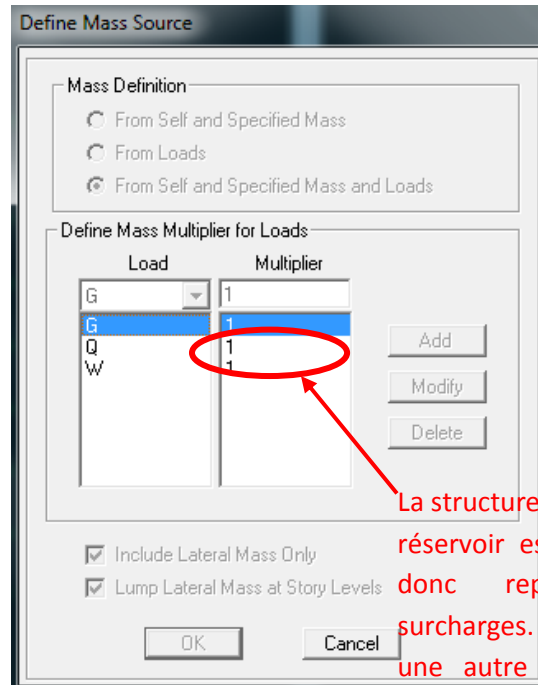 Define Mass Source
Mass Definition
From Self and Specified Mass
From Loads
From Self and Specified Mass and Loads
Define Mass Multiplier for Loads
Load Multiplier
G 1
G 1
Q 1
W 1
Add
Modify
Delete
La structure
réservoir es
Include Lateral Mass Only
Lump Lateral Mass at Story Levels
donc rep
surcharges.
une autre
OK Cancel